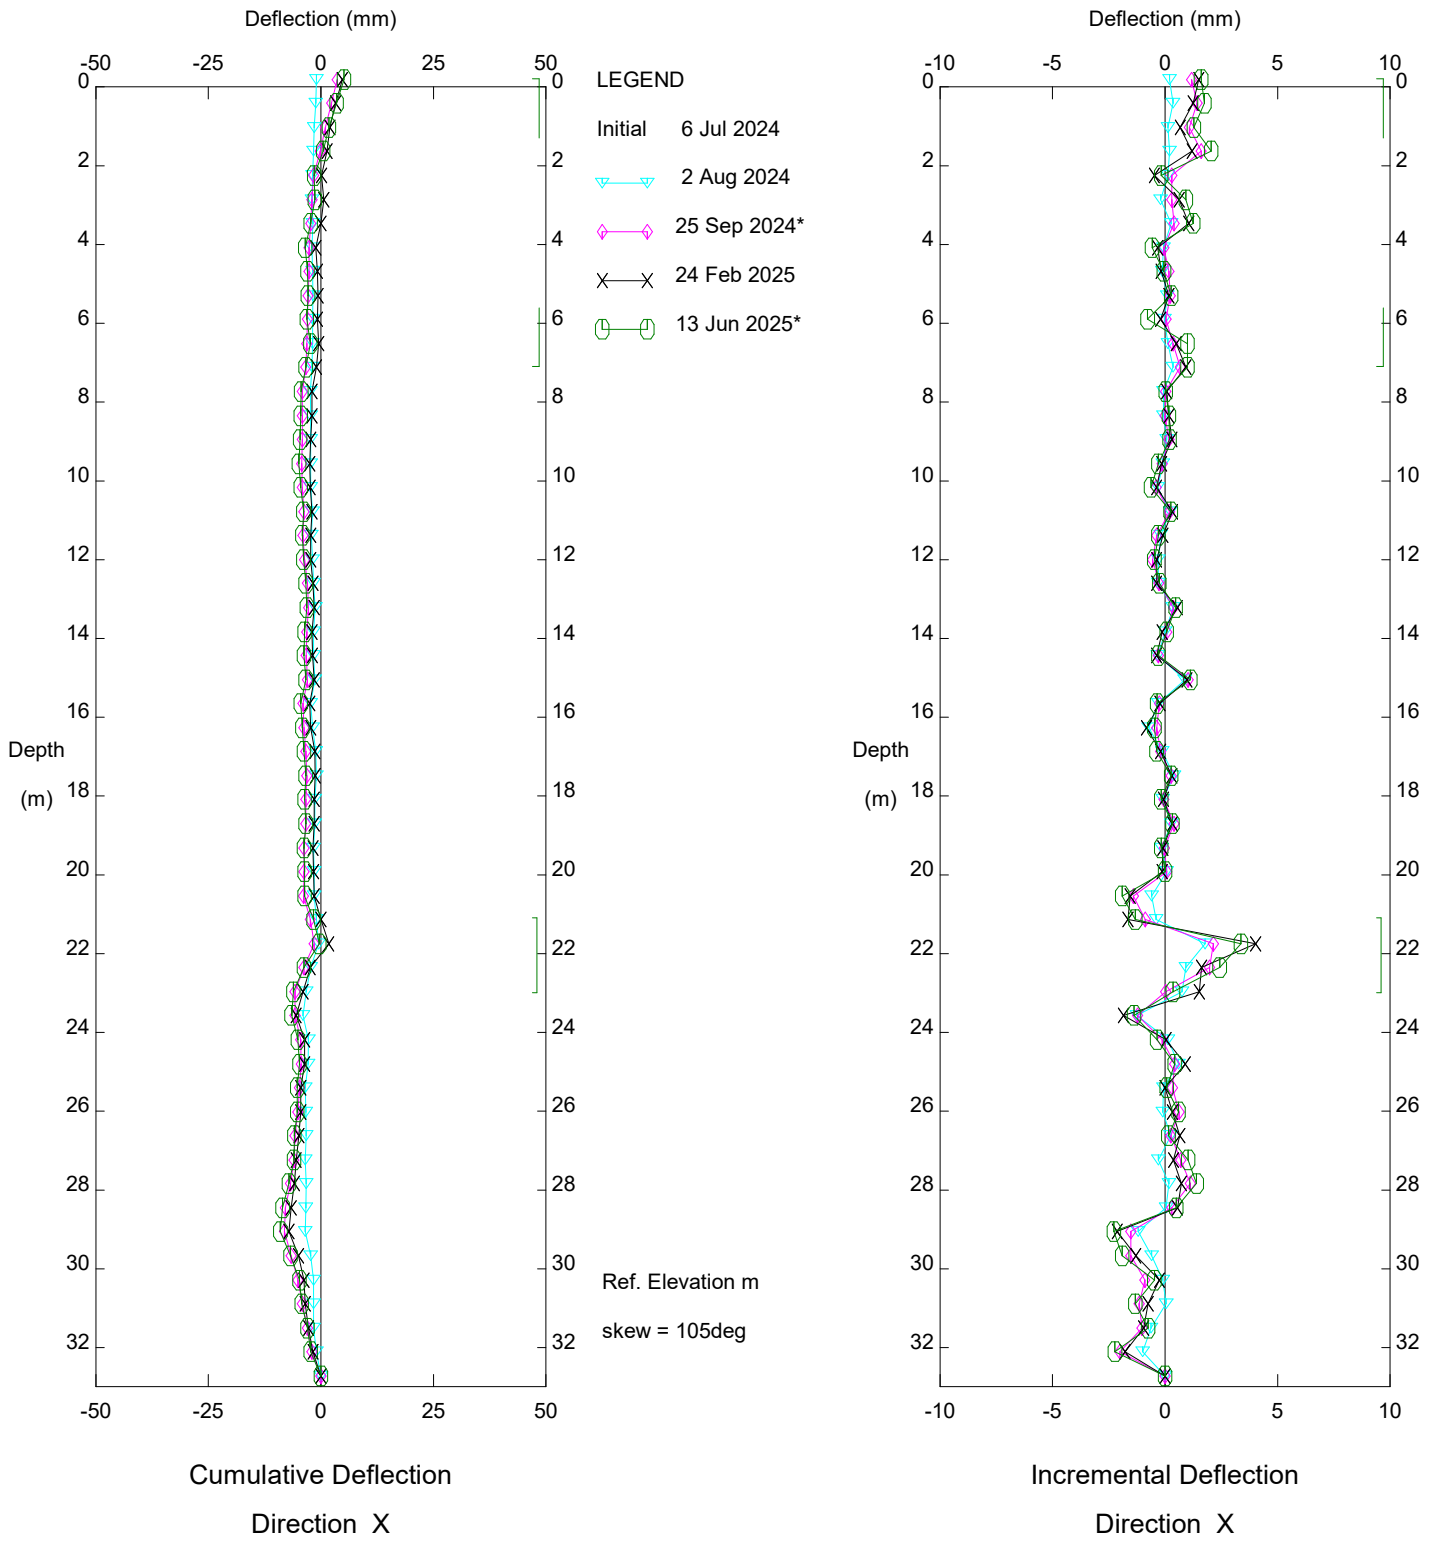 Deflection (mm)
-50 -25 0 25 50
0 0
2 2
4 4
6 6
8 8
10 10
12 12
14 14
16 16
Depth
(m)
18 18
20 20
22 22
24 24
26 26
28 28
30 30
32 32
-50 -25 0 25 50
Cumulative Deflection
Direction X
LEGEND
Initial 6 Jul 2024
2 Aug 2024
25 Sep 2024*
24 Feb 2025
13 Jun 2025*
Ref. Elevation m
skew = 105deg
Deflection (mm)
-10 -5 0 5 10
0 0
2 2
4 4
6 6
8 8
10 10
12 12
14 14
16 16
Depth
(m)
18 18
20 20
22 22
24 24
26 26
28 28
30 30
32 32
-10 -5 0 5 10
Incremental Deflection
Direction X